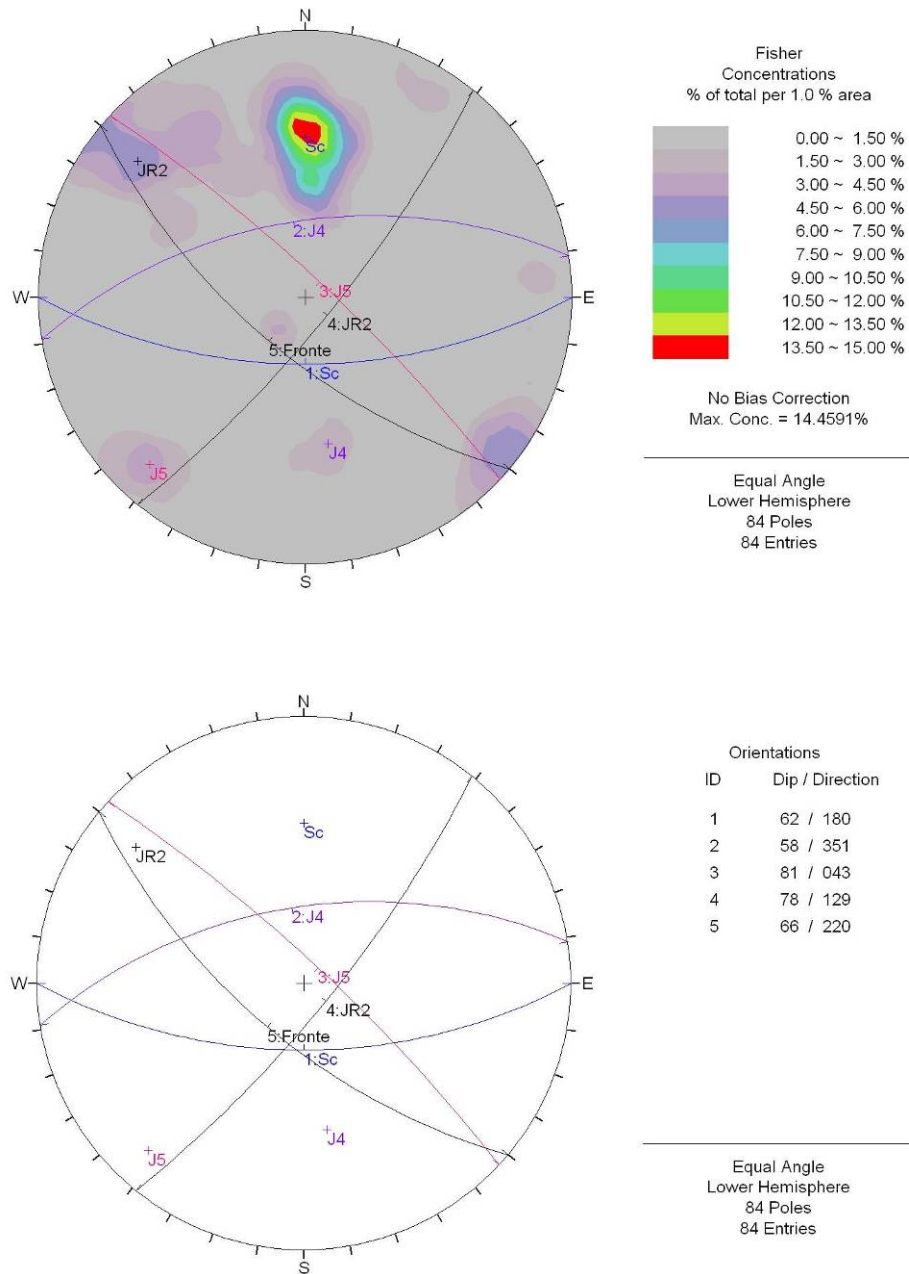 N
Sc
JR2
2:J4
W
E
3:J5
4:JR2
5:Fronte
1:Sc
J4
J5
S
Fisher
Concentrations
% of total per 1.0 % area
0.00 ~ 1.50 %
1.50 ~ 3.00 %
3.00 ~ 4.50 %
4.50 ~ 6.00 %
6.00 ~ 7.50 %
7.50 ~ 9.00 %
9.00 ~ 10.50 %
10.50 ~ 12.00 %
12.00 ~ 13.50 %
13.50 ~ 15.00 %
No Bias Correction
Max. Conc. = 14.4591%
Equal Angle
Lower Hemisphere
84 Poles
84 Entries
N
Sc
JR2
2:J4
W
E
3:J5
4:JR2
5:Fronte
1:Sc
J4
J5
S
Orientations
ID Dip / Direction
1 62 / 180
2 58 / 351
3 81 / 043
4 78 / 129
5 66 / 220
Equal Angle
Lower Hemisphere
84 Poles
84 Entries